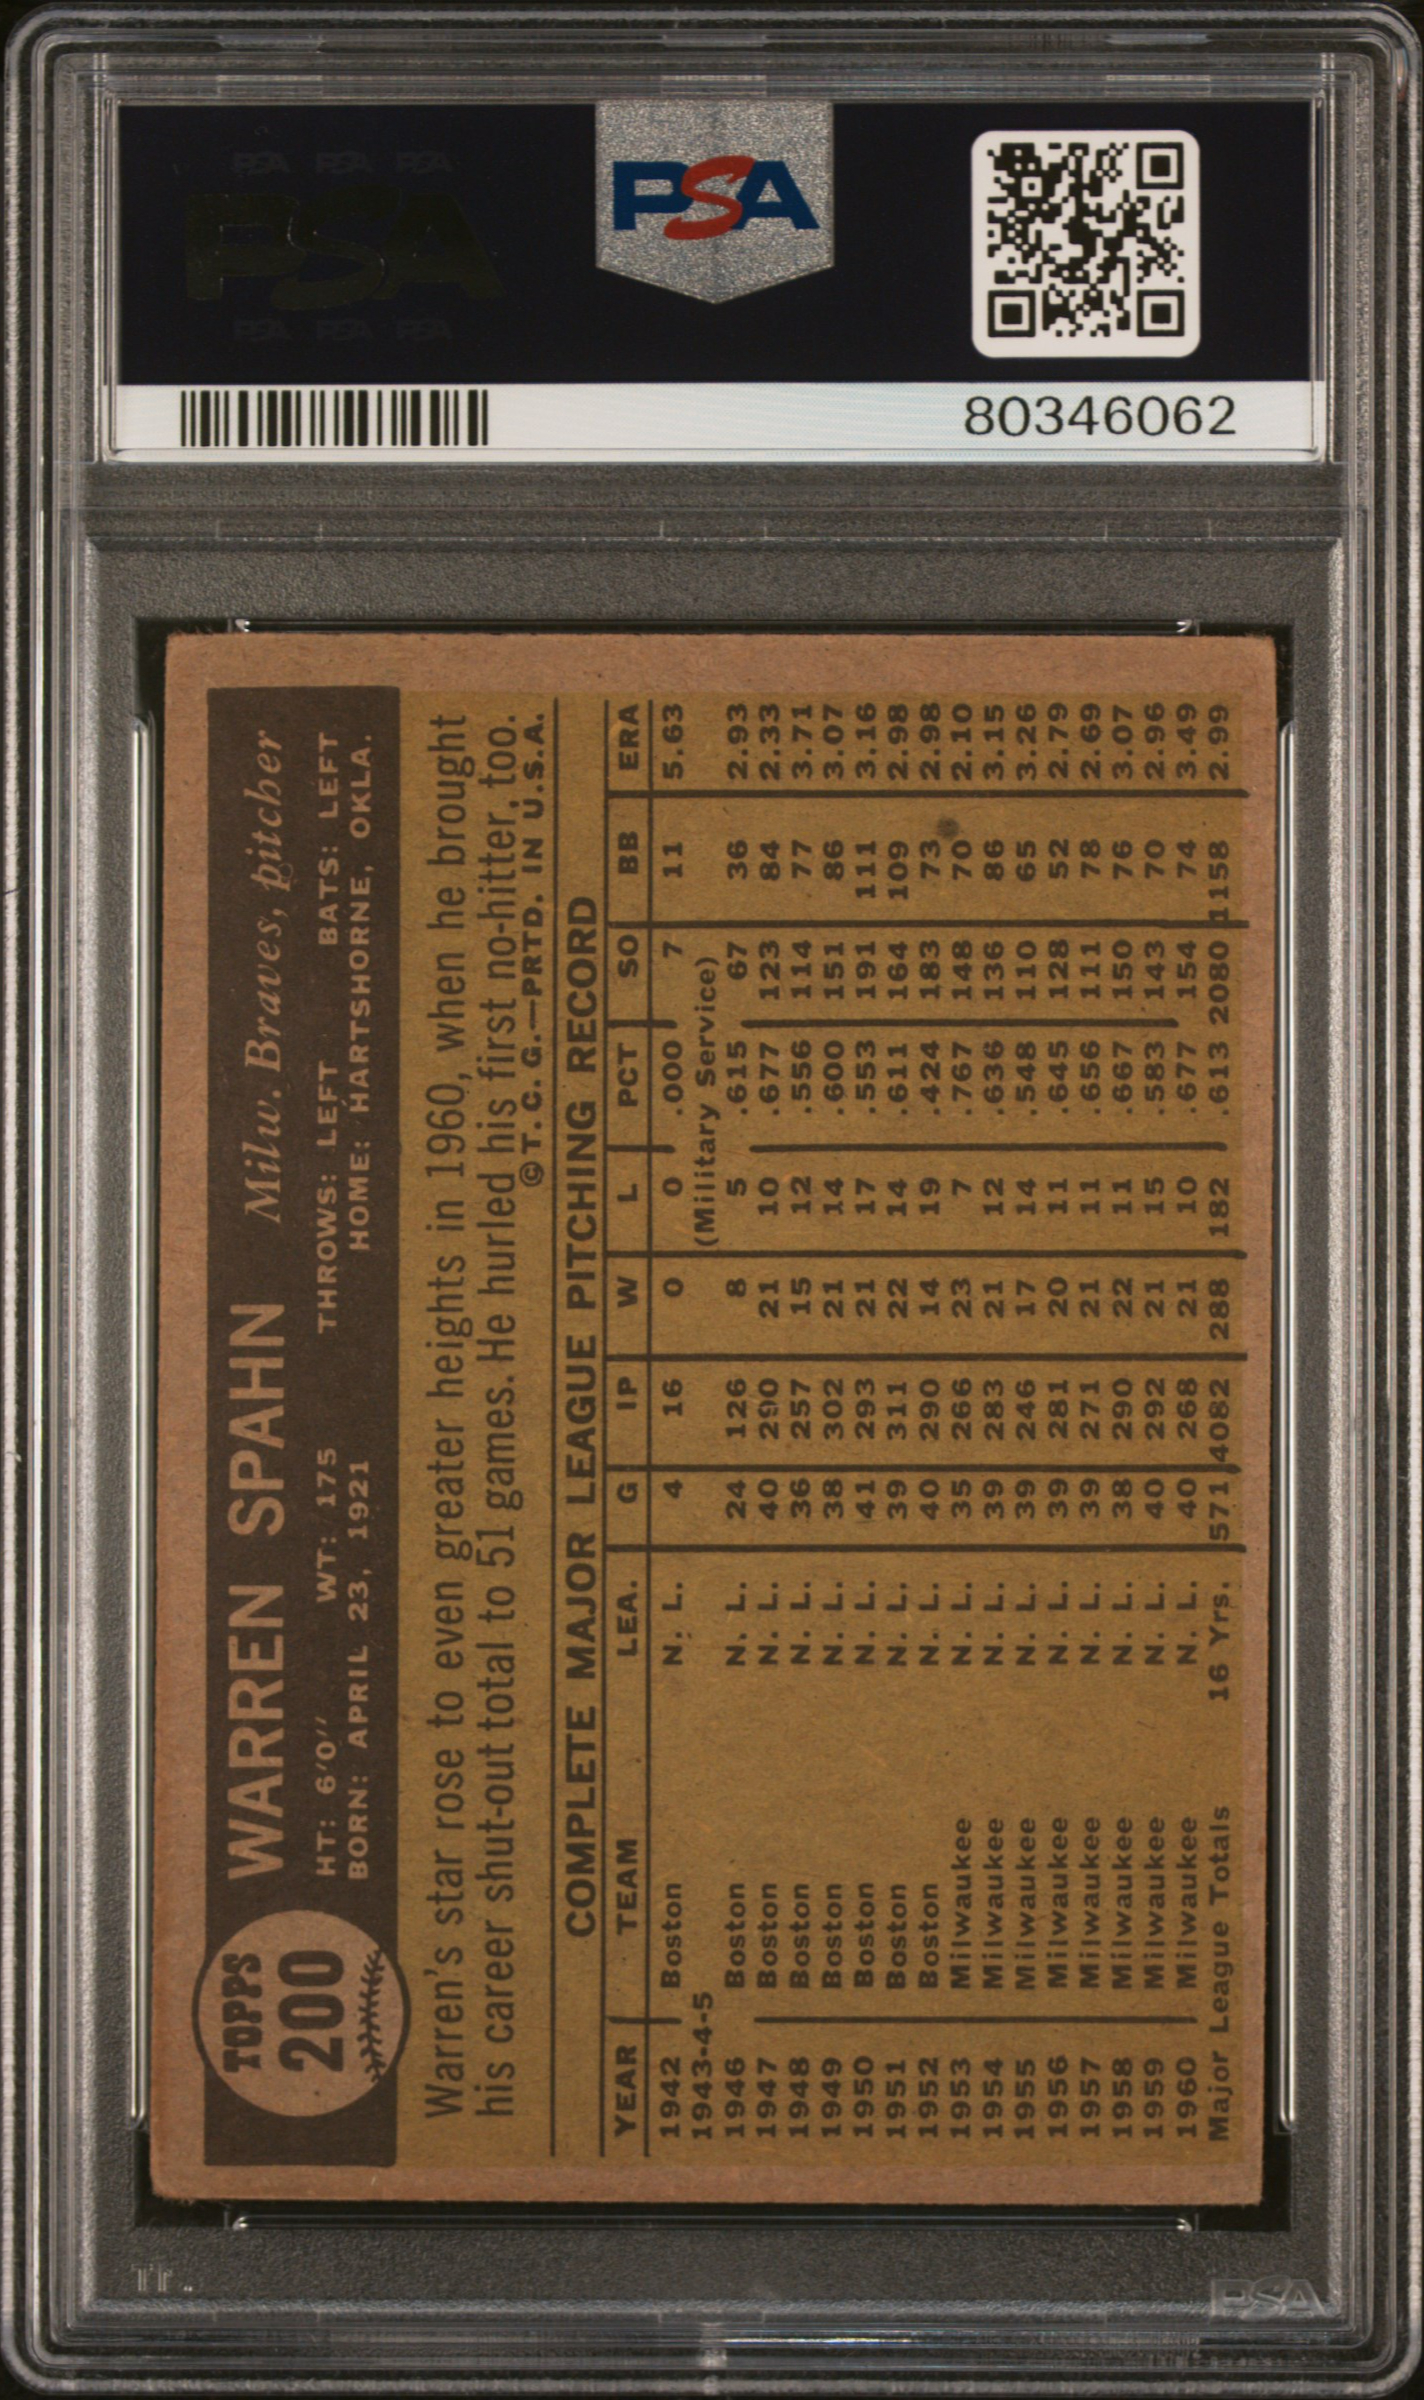 PSA PSA PSA
PSA
PSA PSA PSA
PSA
80346062
TOPPS
200
WARREN SPAHN Milw. Braves, pitcher
HT: 6'0'' WT: 175 THROWS: LEFT BATS: LEFT
BORN: APRIL 23, 1921 HOME: HARTSHORNE, OKLA.
Warren's star rose to even greater heights in 1960, when he brought
his career shut-out total to 51 games. He hurled his first no-hitter, too.
©T.C.G.—PRTD. IN U.S.A.
COMPLETE MAJOR LEAGUE PITCHING RECORD
YEAR TEAM LEA. G IP W L PCT SO BB ERA
1942 Boston N. L. 4 16 0 0 .000 7 11 5.63
1943-4-5 (Military Service)
1946 Boston N. L. 24 126 8 5 .615 67 36 2.93
1947 Boston N. L. 40 290 21 10 .677 123 84 2.33
1948 Boston N. L. 36 257 15 12 .556 114 77 3.71
1949 Boston N. L. 38 302 21 14 .600 151 86 3.07
1950 Boston N. L. 41 293 21 17 .553 191 111 3.16
1951 Boston N. L. 39 311 22 14 .611 164 109 2.98
1952 Boston N. L. 40 290 14 19 .424 183 73 2.98
1953 Milwaukee N. L. 35 266 23 7 .767 148 70 2.10
1954 Milwaukee N. L. 39 283 21 12 .636 136 86 3.15
1955 Milwaukee N. L. 39 246 17 14 .548 110 65 3.26
1956 Milwaukee N. L. 39 281 20 11 .645 128 52 2.79
1957 Milwaukee N. L. 39 271 21 11 .656 111 78 2.69
1958 Milwaukee N. L. 38 290 22 11 .667 150 76 3.07
1959 Milwaukee N. L. 40 292 21 15 .583 143 70 2.96
1960 Milwaukee N. L. 40 268 21 10 .677 154 74 3.49
Major League Totals 16 Yrs. 571 4082 288 182 .613 2080 1158 2.99
PSA